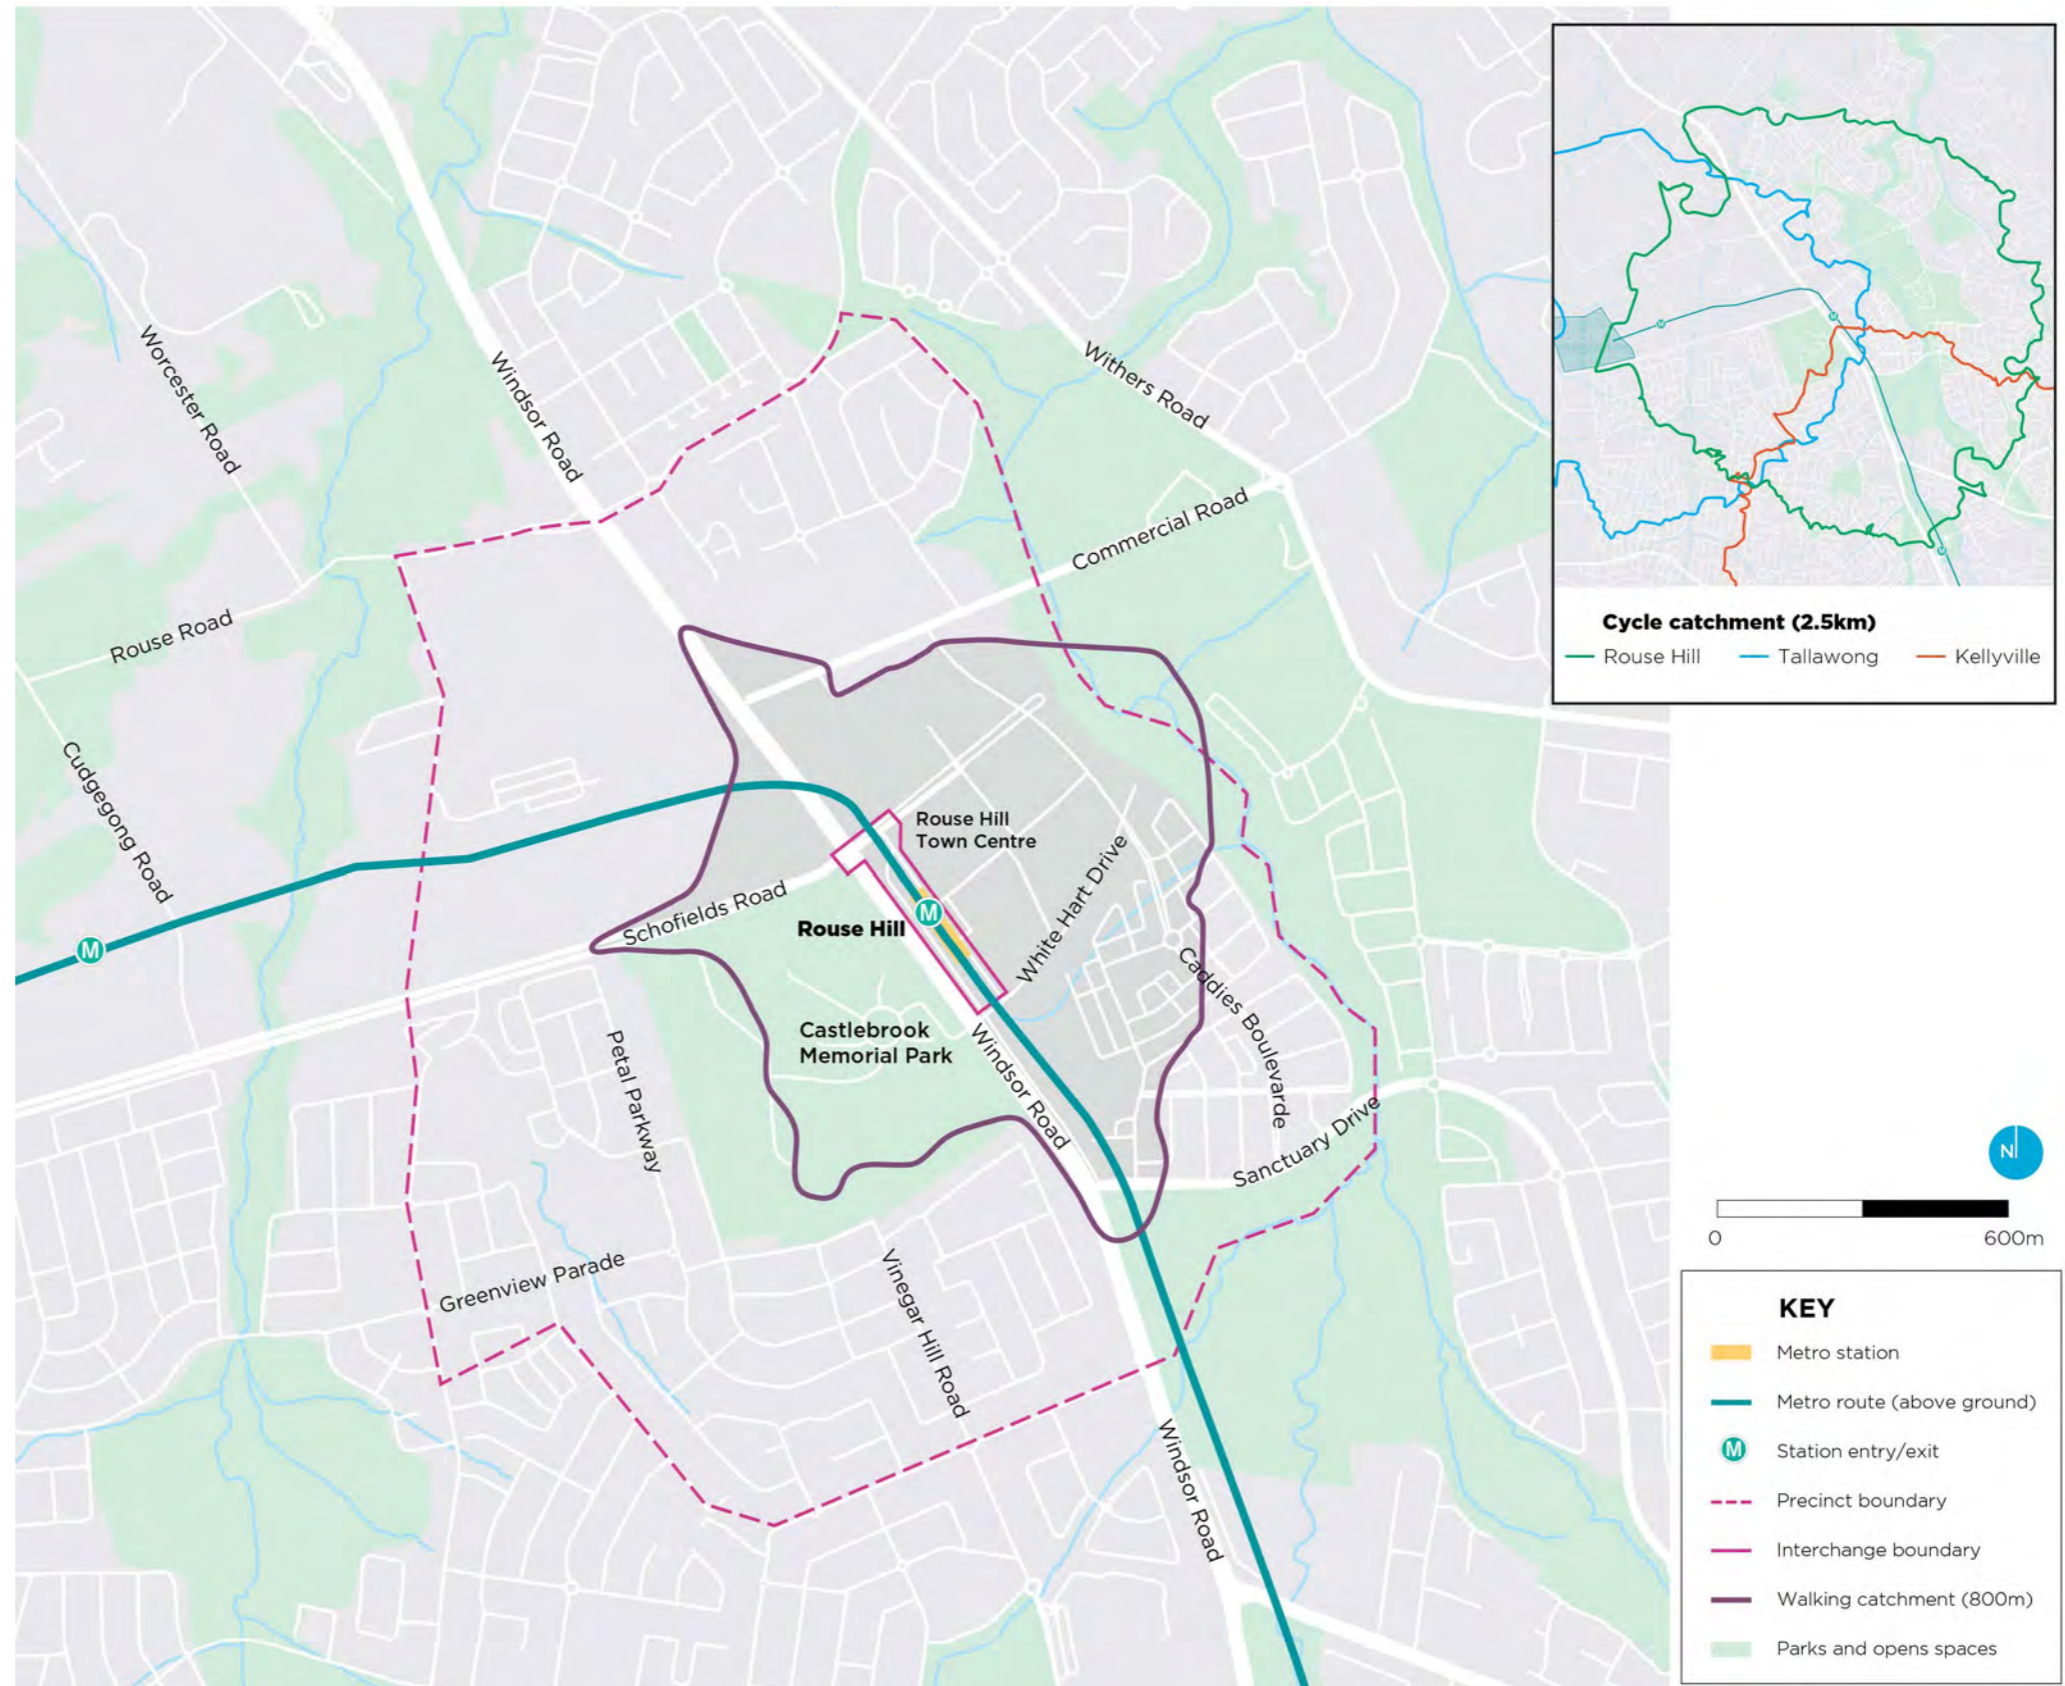 Worcester Road
Windsor Road
Withers Road
Commercial Road
Rouse Road
Cudgegong Road
Rouse Hill
Town Centre
White Hart Drive
Schofields Road
M
Rouse Hill
M
Caddies Boulevarde
Castlebrook
Memorial Park
Windsor Road
Petal Parkway
Sanctuary Drive
Greenview Parade
Vinegar Hill Road
Windsor Road
M
M
M
Cycle catchment (2.5km)
Rouse Hill
Tallawong
Kellyville
N
0
600m
KEY
Metro station
Metro route (above ground)
M
Station entry/exit
Precinct boundary
Interchange boundary
Walking catchment (800m)
Parks and opens spaces